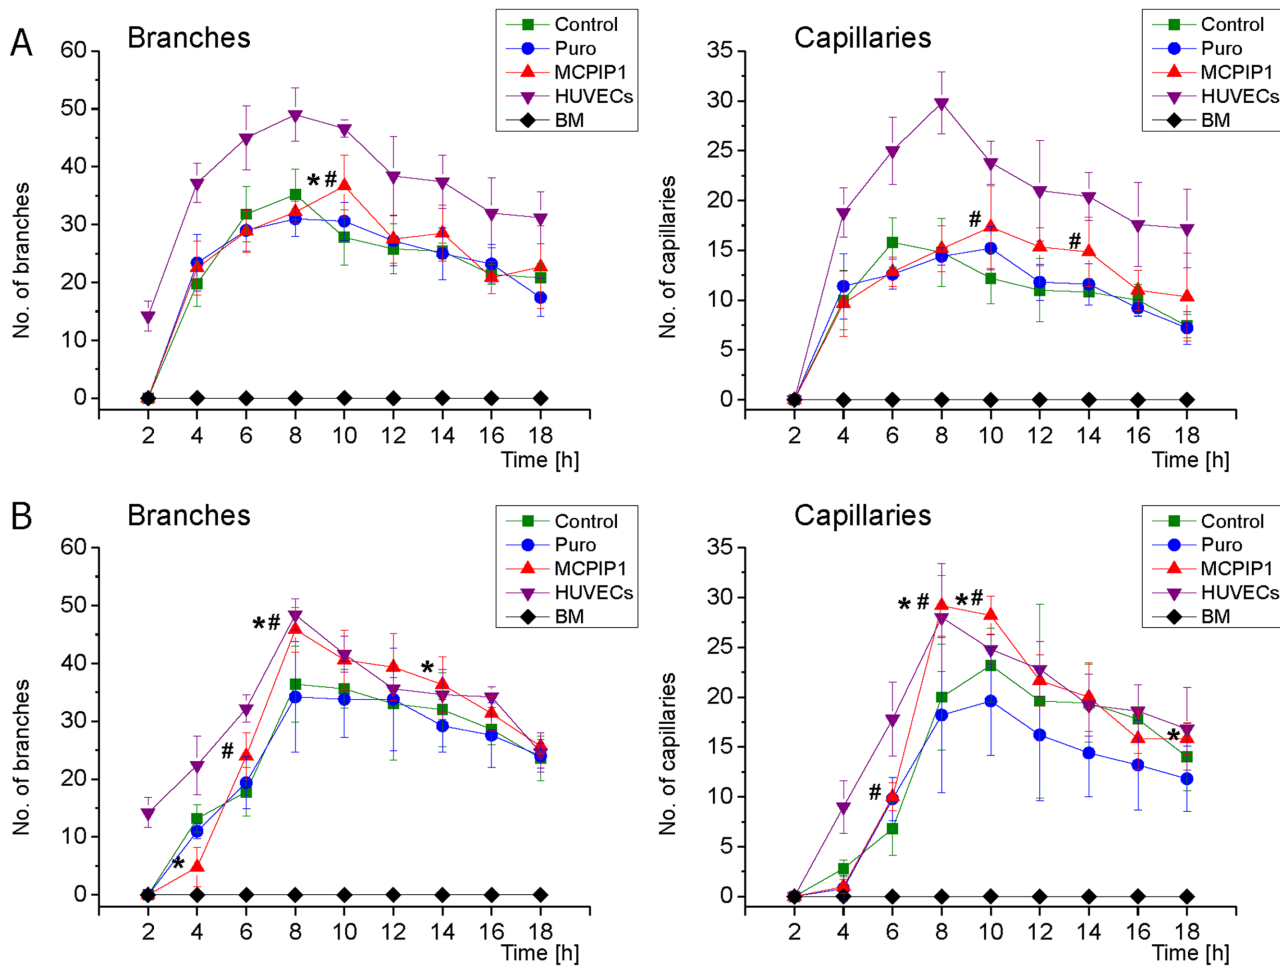 A
Branches
Control
Puro
MCPIP1
HUVECs
BM
60
50
40
30
20
10
0
No. of branches
* #
2 4 6 8 10 12 14 16 18
Time [h]
Capillaries
Control
Puro
MCPIP1
HUVECs
BM
35
30
25
20
15
10
5
0
No. of capillaries
# #
2 4 6 8 10 12 14 16 18
Time [h]
B
Branches
Control
Puro
MCPIP1
HUVECs
BM
60
50
40
30
20
10
0
No. of branches
*#
*
#
*
2 4 6 8 10 12 14 16 18
Time [h]
Capillaries
Control
Puro
MCPIP1
HUVECs
BM
35
30
25
20
15
10
5
0
No. of capillaries
* # *#
*
#
2 4 6 8 10 12 14 16 18
Time [h]